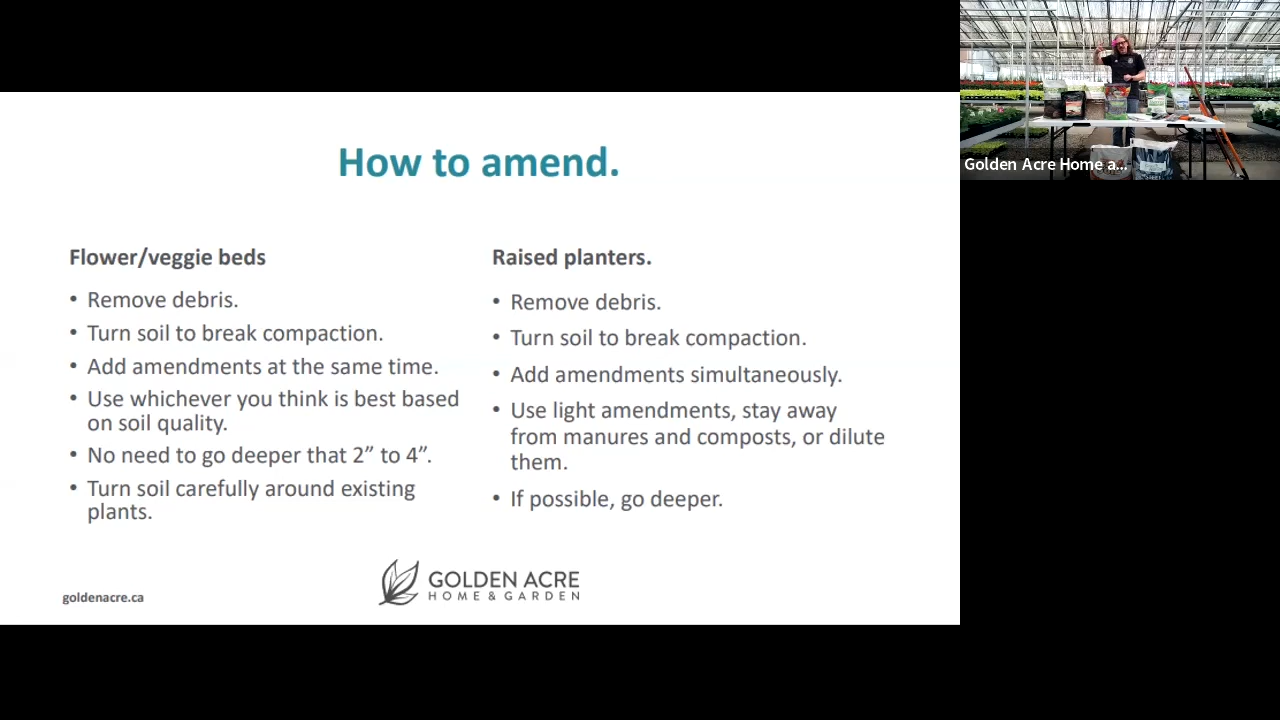 How to amend.
Flower/veggie beds
• Remove debris.
• Turn soil to break compaction.
• Add amendments at the same time.
• Use whichever you think is best based
on soil quality.
• No need to go deeper that 2” to 4”.
• Turn soil carefully around existing
plants.
Raised planters.
• Remove debris.
• Turn soil to break compaction.
• Add amendments simultaneously.
• Use light amendments, stay away
from manures and composts, or dilute
them.
• If possible, go deeper.
goldenacre.ca
GOLDEN ACRE
HOME & GARDEN
Golden Acre Home a...